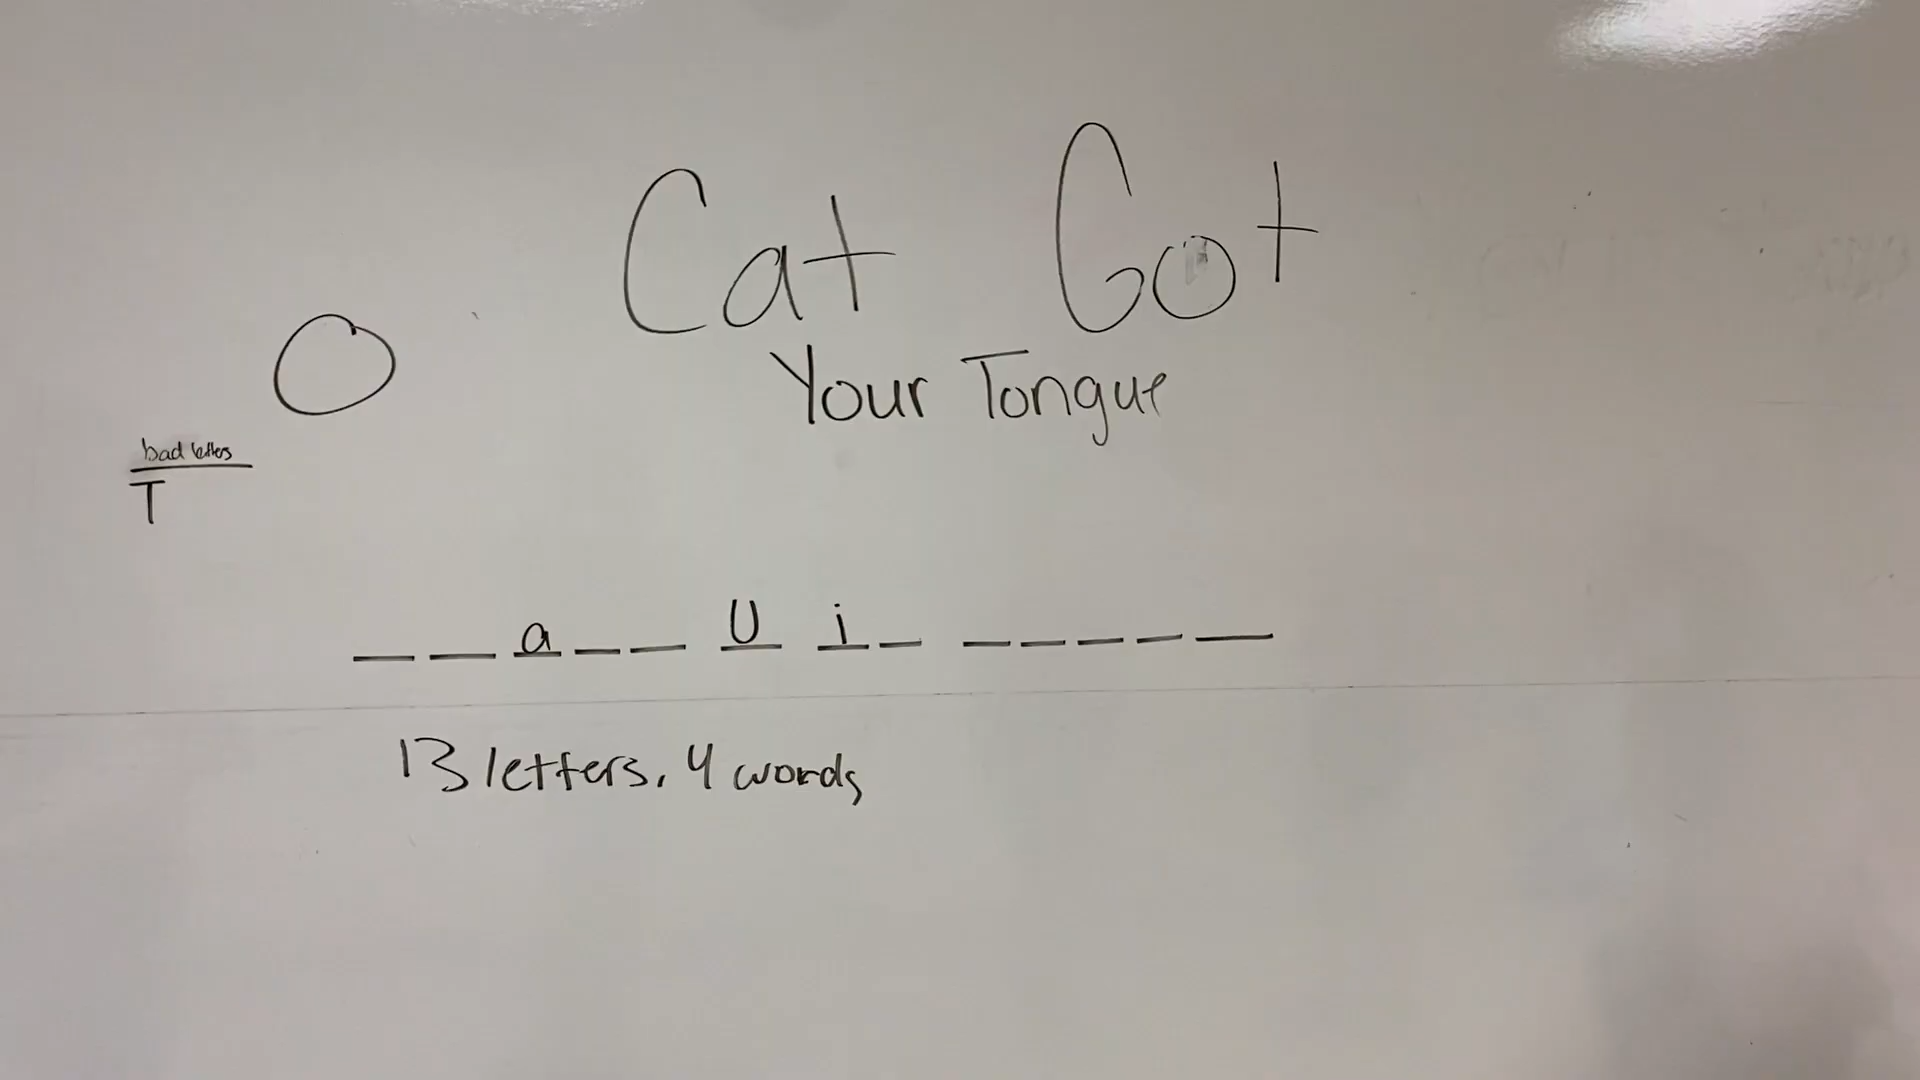 Cat Got
Your Tongue
bad letters
T
_ _ a _ _ U i _ _ _ _ _ _
13 letters, 4 words